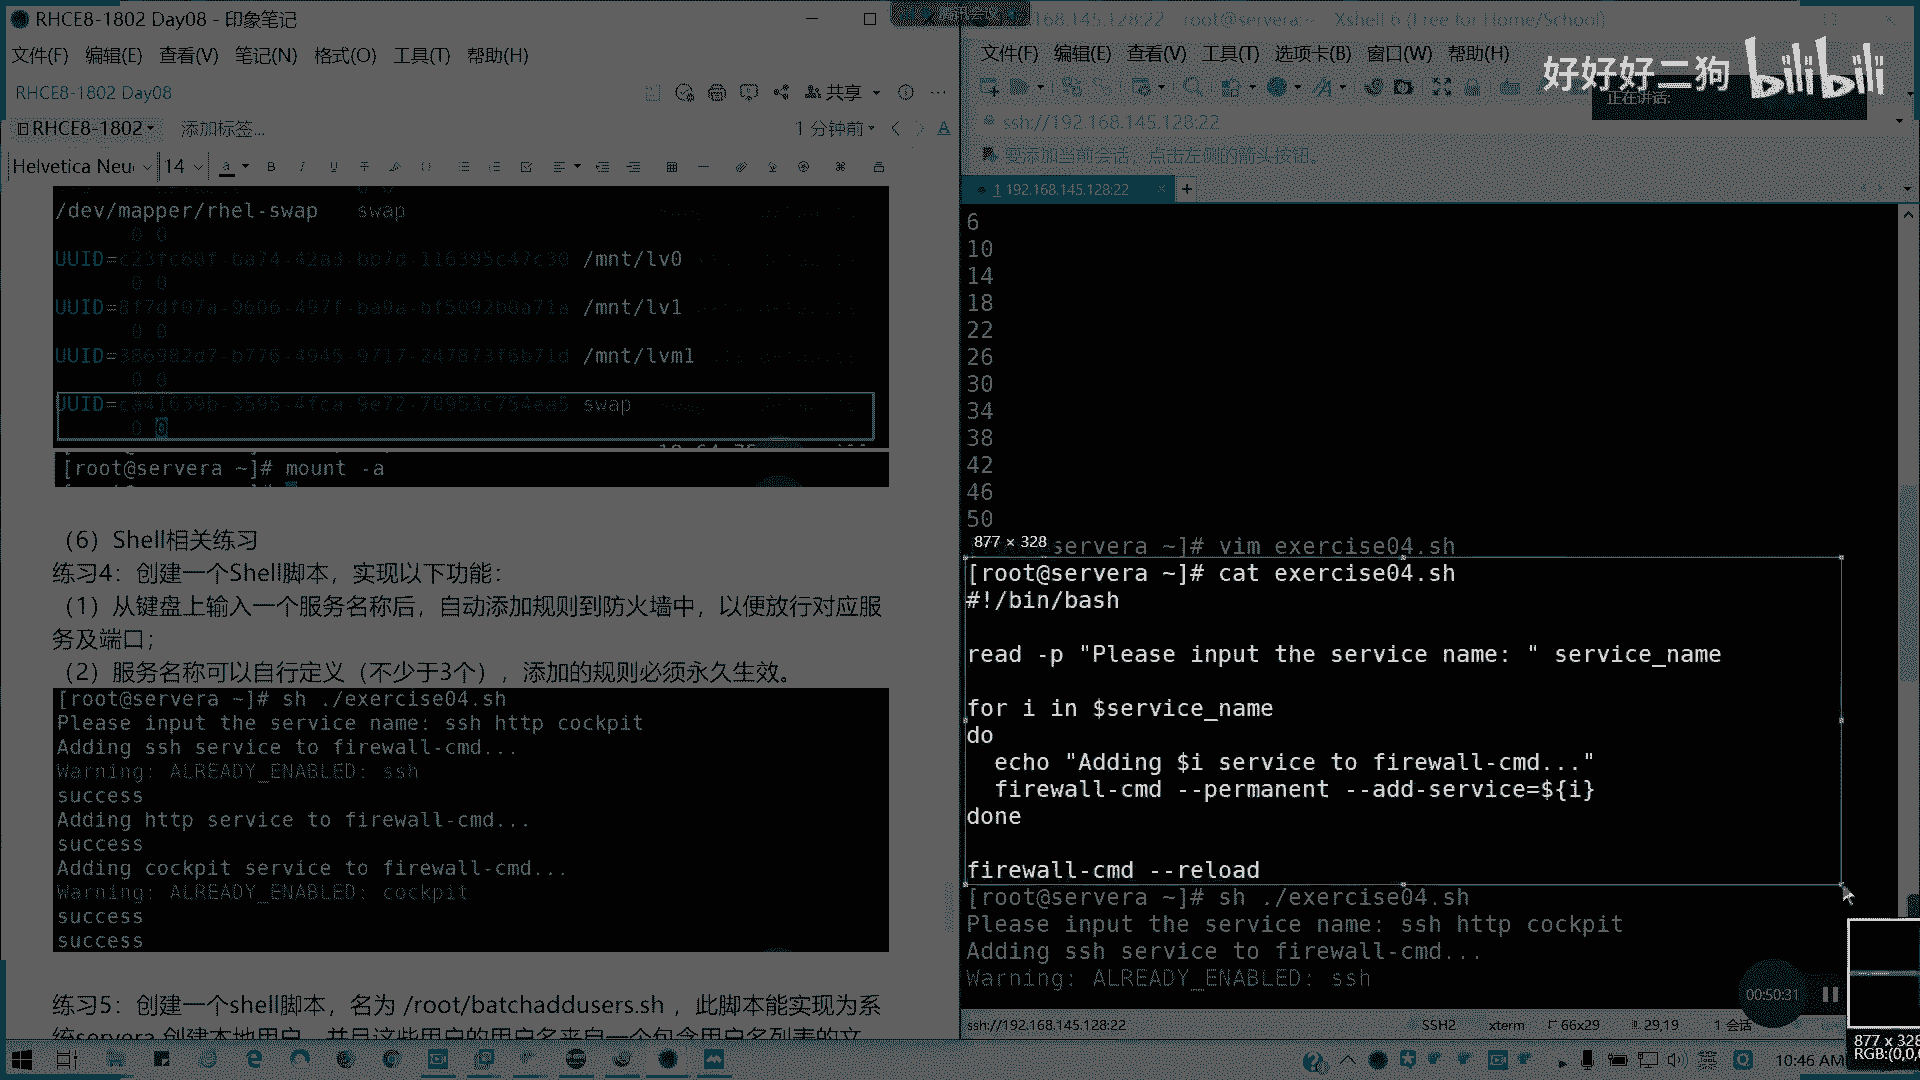 RHCE8-1802 Day08 - 印象笔记
文件(F) 编辑(E) 查看(V) 笔记(N) 格式(O) 工具(T) 帮助(H)
RHCE8-1802 Day08
共享
RHCE8-1802 添加标签...
1 分钟前
Helvetica Neu 14
/dev/mapper/rhel-swap swap
0 0
/mnt/lv0
0 0
/mnt/lv1
0 0
/mnt/lvm1
0 0
swap
0 0
[root@servera ~]# mount -a
（6）Shell相关练习
练习4：创建一个Shell脚本，实现以下功能：
（1）从键盘上输入一个服务名称后，自动添加规则到防火墙中，以便放行对应服
务及端口；
（2）服务名称可以自行定义（不少于3个），添加的规则必须永久生效。
[root@servera ~]# sh ./exercise04.sh
Please input the service name: ssh http cockpit
Adding ssh service to firewall-cmd...
Warning: ALREADY_ENABLED: ssh
success
Adding http service to firewall-cmd...
success
Adding cockpit service to firewall-cmd...
Warning: ALREADY_ENABLED: cockpit
success
success
练习5：创建一个shell脚本，名为 /root/batchaddusers.sh ，此脚本能实现为系
统servera 创建本地用户，并且这些用户的用户名来自一个包含用户名列表的文
168.145.128:22 root@servera:~ Xshell 6 (Free for Home/School)
文件(F) 编辑(E) 查看(V) 工具(T) 选项卡(B) 窗口(W) 帮助(H)
好好好二狗 bilibili
正在讲话:
ssh://192.168.145.128:22
要添加当前会话，点击左侧的箭头按钮。
1 192.168.145.128:22
6
10
14
18
22
26
30
34
38
42
46
50
877 × 328
servera ~]# vim exercise04.sh
[root@servera ~]# cat exercise04.sh
#!/bin/bash
read -p "Please input the service name: " service_name
for i in $service_name
do
echo "Adding $i service to firewall-cmd..."
firewall-cmd --permanent --add-service=${i}
done
firewall-cmd --reload
[root@servera ~]# sh ./exercise04.sh
Please input the service name: ssh http cockpit
Adding ssh service to firewall-cmd...
Warning: ALREADY_ENABLED: ssh
00:50:31
ssh://192.168.145.128:22 SSH2 xterm 66x29 29,19 1 会话
877 x 328
RGB:(0,0,
10:46 AM